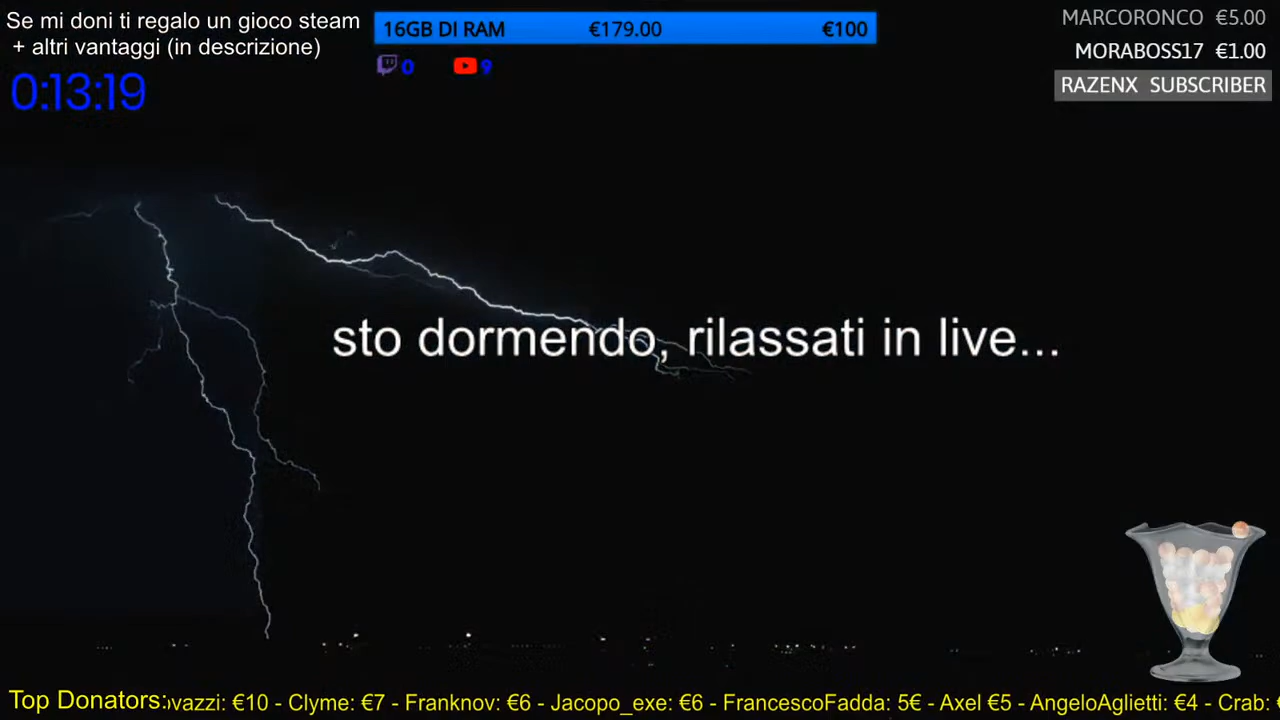 Se mi doni ti regalo un gioco steam
+ altri vantaggi (in descrizione)
0:13:19
16GB DI RAM €179.00 €100
0 9
MARCORONCO €5.00
MORABOSS17 €1.00
RAZENX SUBSCRIBER
sto dormendo, rilassati in live...
Top Donators: vazzi: €10 - Clyme: €7 - Franknov: €6 - Jacopo_exe: €6 - FrancescoFadda: 5€ - Axel €5 - AngeloAglietti: €4 - Crab: